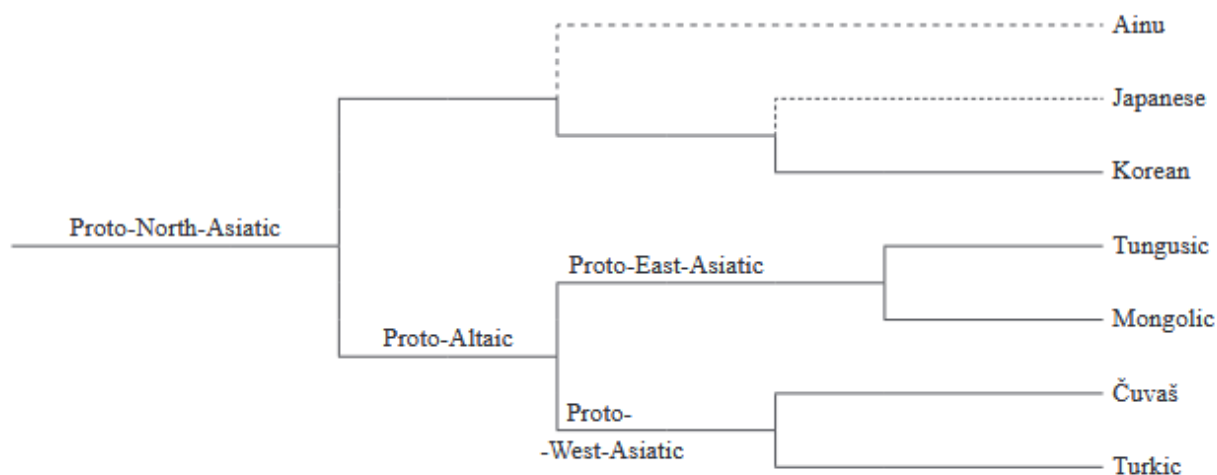 Ainu
Japanese
Korean
Proto-North-Asiatic
Tungusic
Proto-East-Asiatic
Mongolic
Proto-Altaic
Čuvaš
Proto-
-West-Asiatic
Turkic